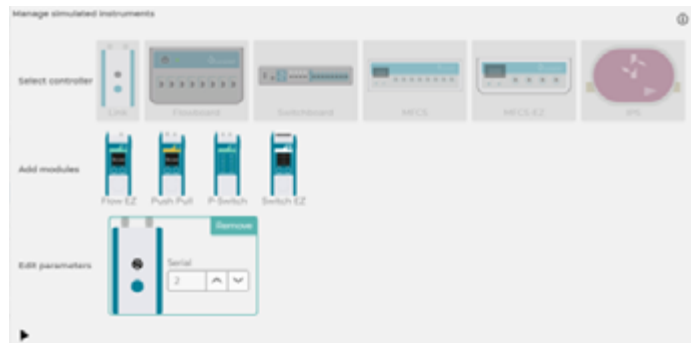 Manage simulated instruments
Select controller
Link
Flowboard
Switchboard
MFCS
MFCS EZ
IPS
Add modules
Flow EZ
Push Pull
P-Switch
Switch EZ
Remove
Edit parameters
Serial
2